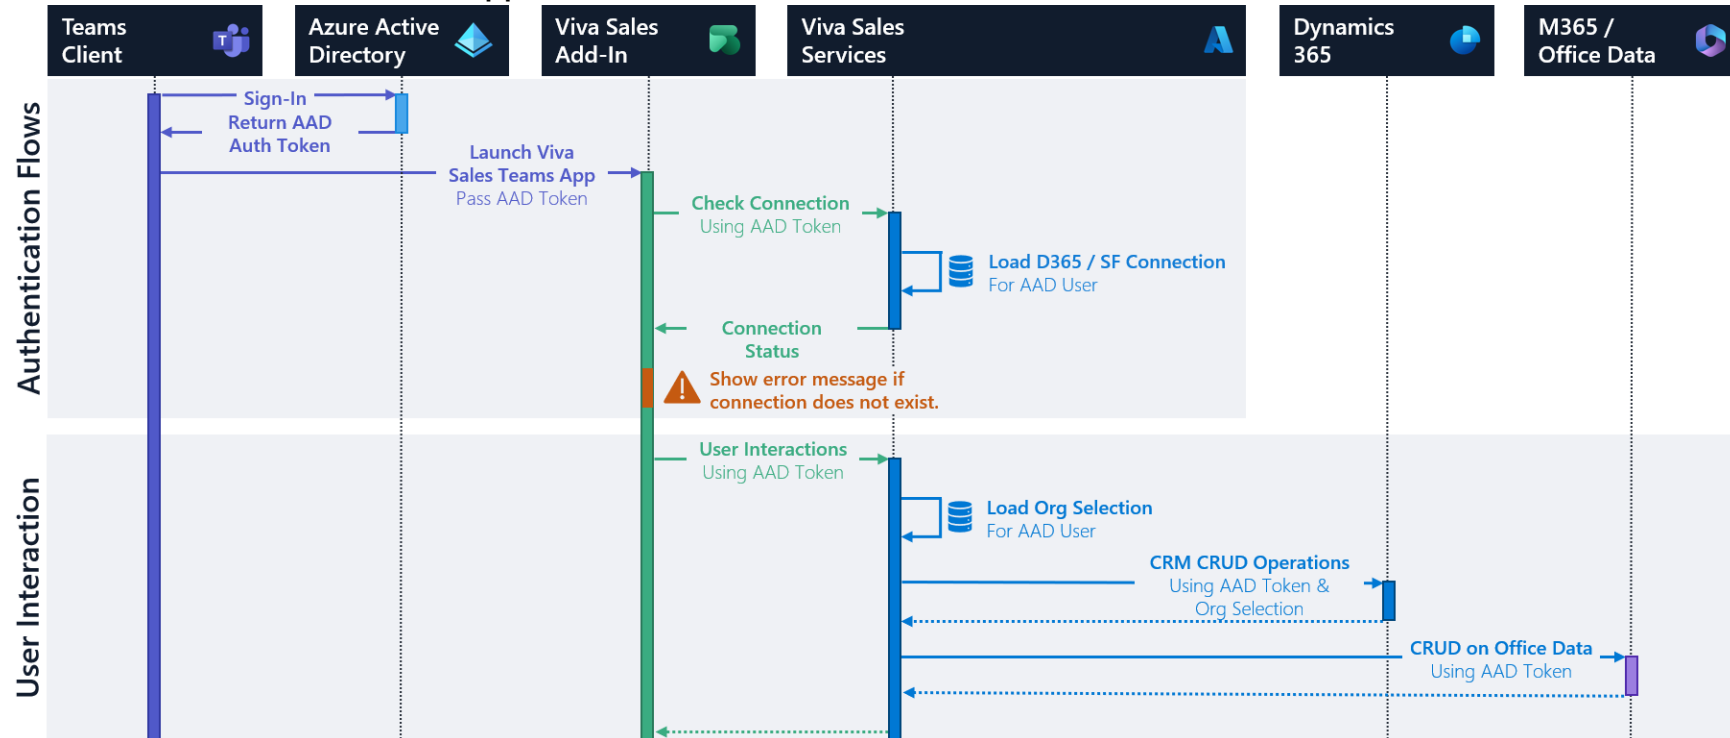 Teams
Client
Azure Active
Directory
Viva Sales
Add-In
Viva Sales
Services
Dynamics
365
M365 /
Office Data
Authentication Flows
Sign-In
Return AAD
Auth Token
Launch Viva
Sales Teams App
Pass AAD Token
Check Connection
Using AAD Token
Load D365 / SF Connection
For AAD User
Connection
Status
Show error message if
connection does not exist.
User Interaction
User Interactions
Using AAD Token
Load Org Selection
For AAD User
CRM CRUD Operations
Using AAD Token &
Org Selection
CRUD on Office Data
Using AAD Token